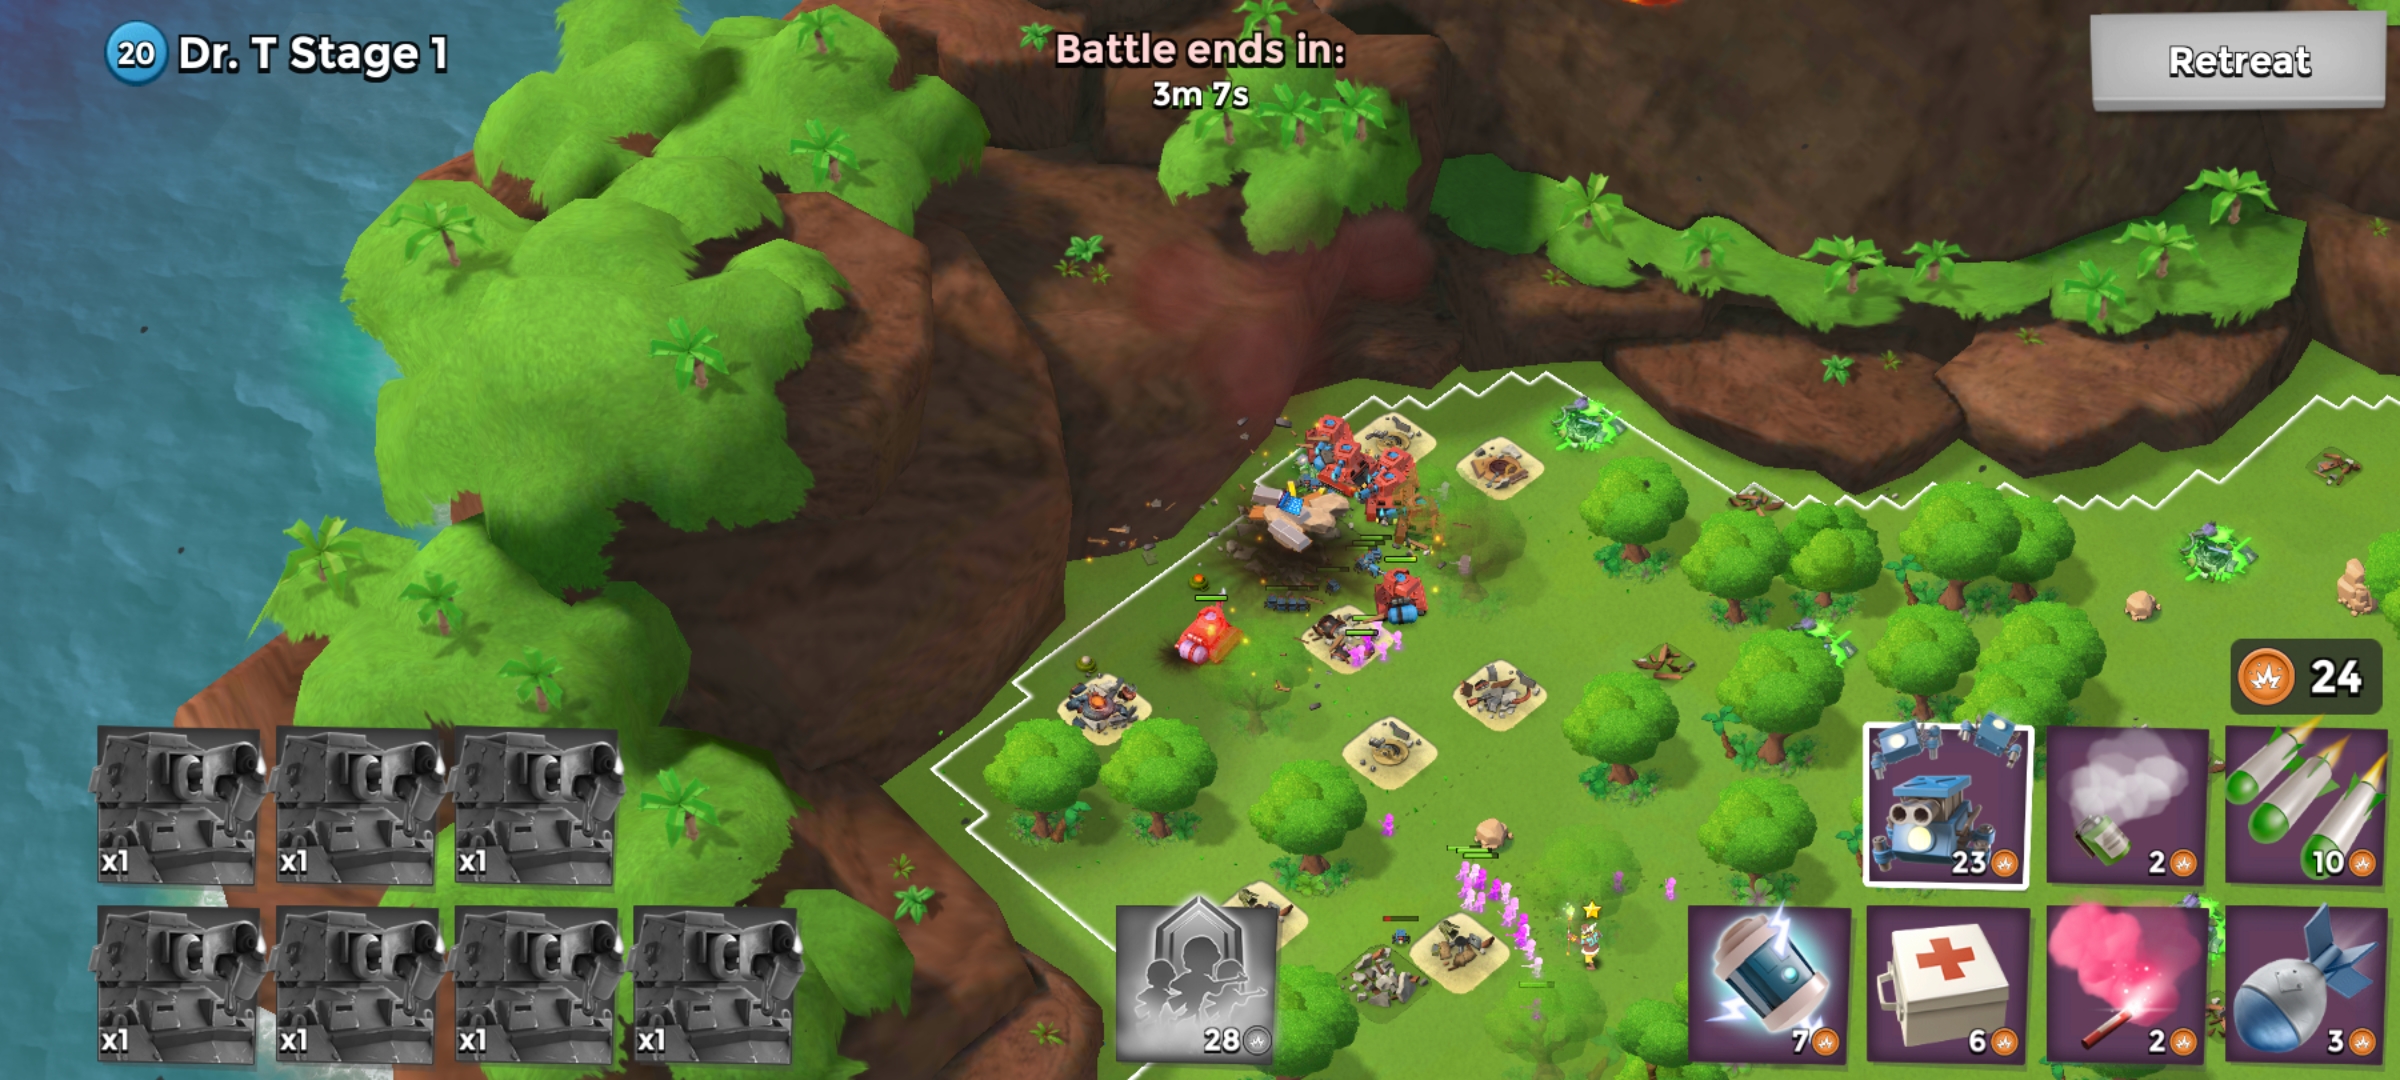 20 Dr. T Stage 1
Battle ends in:
3m 7s
Retreat
24
x1 x1 x1
23 2 10
x1 x1 x1 x1
28
7 6 2 3